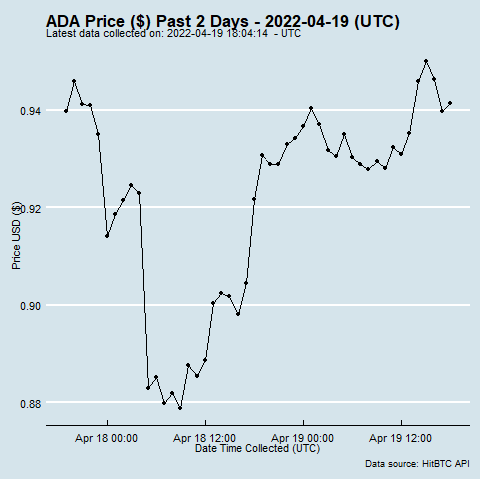 ADA Price ($) Past 2 Days - 2022-04-19 (UTC)
Latest data collected on: 2022-04-19 18:04:14  - UTC
Price USD ($)
0.94
0.92
0.90
0.88
Apr 18 00:00
Apr 18 12:00
Apr 19 00:00
Apr 19 12:00
Date Time Collected (UTC)
Data source: HitBTC API